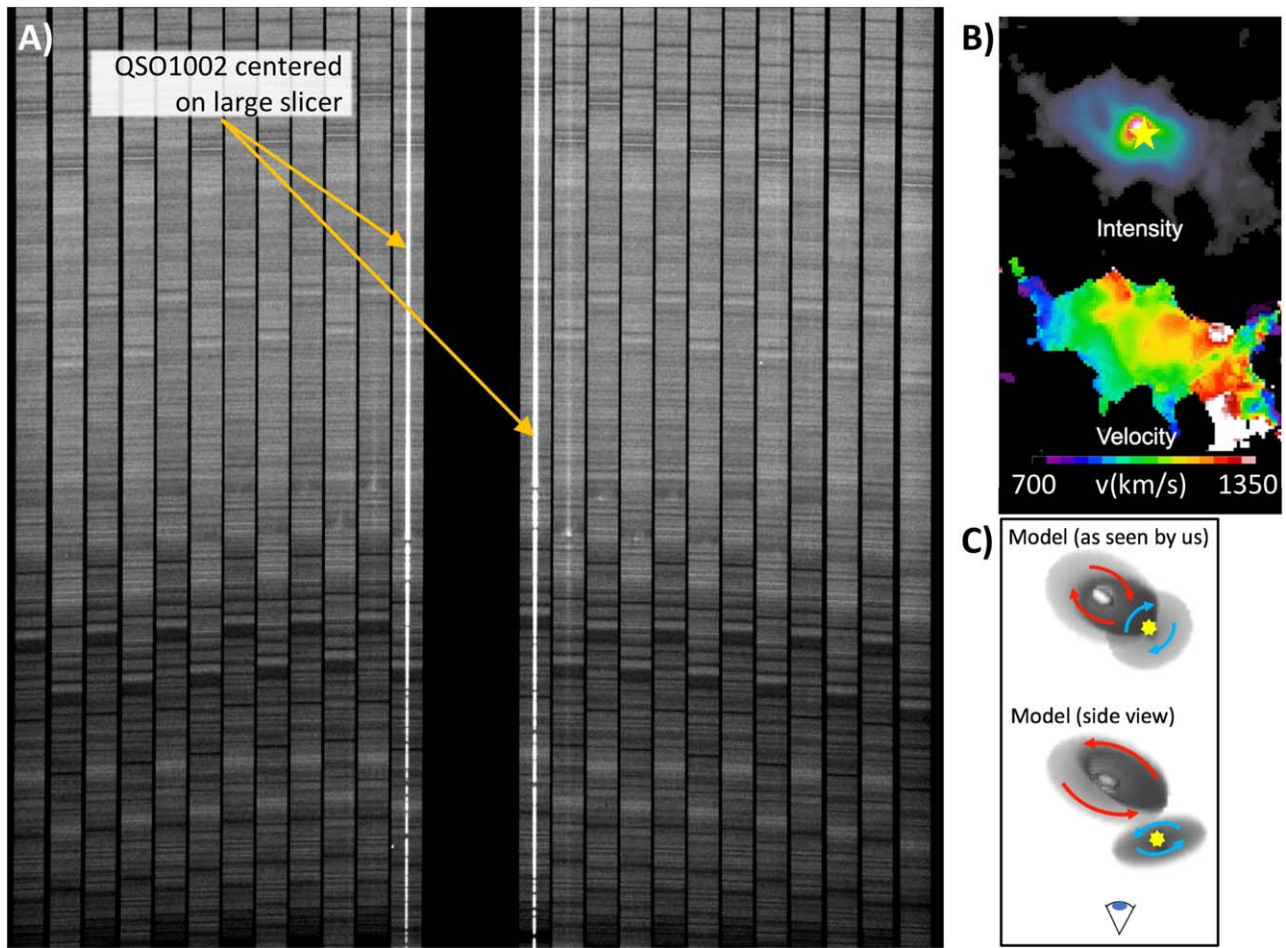 A)
QSO1002 centered
on large slicer
B)
Intensity
Velocity
700 v(km/s) 1350
C)
Model (as seen by us)
Model (side view)